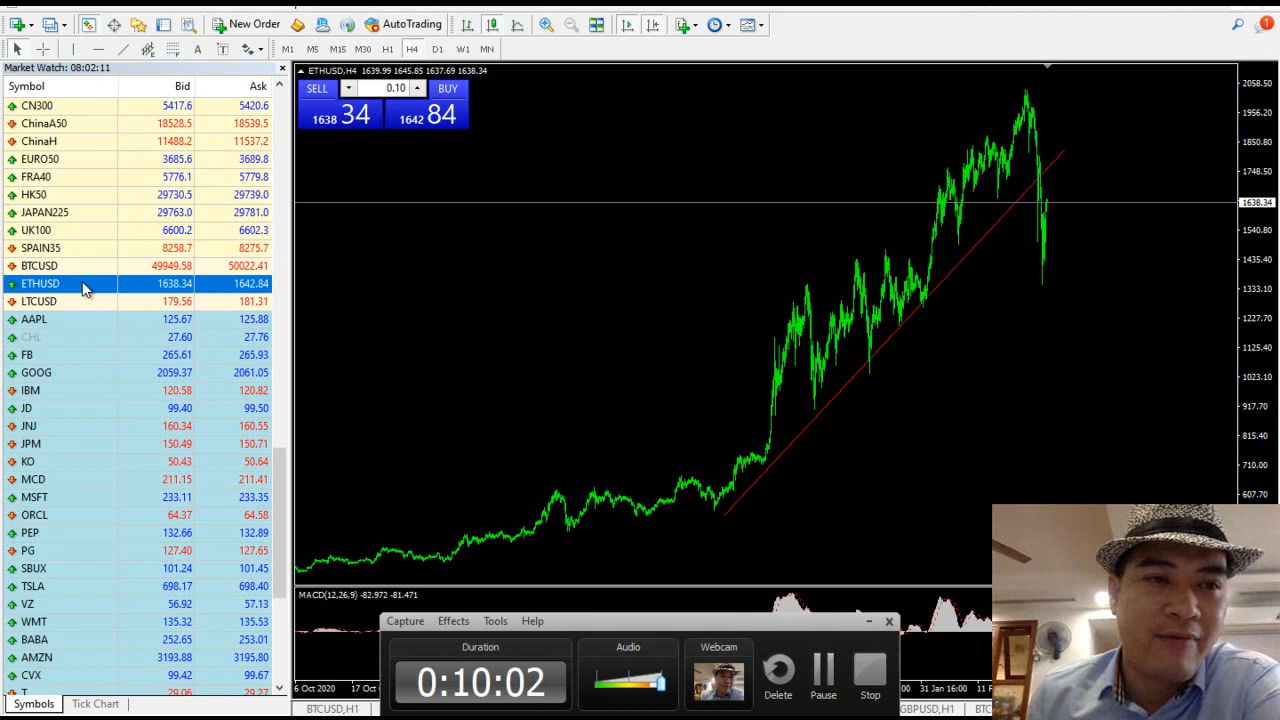 New Order
AutoTrading
1
A
T
M1 M5 M15 M30 H1 H4 D1 W1 MN
Market Watch: 08:02:11
Symbol Bid Ask
CN300 5417.6 5420.6
ChinaA50 18528.5 18539.5
ChinaH 11488.2 11537.2
EURO50 3685.6 3689.8
FRA40 5776.1 5779.8
HK50 29730.5 29739.0
JAPAN225 29763.0 29781.0
UK100 6600.2 6602.3
SPAIN35 8258.7 8275.7
BTCUSD 49949.58 50022.41
ETHUSD 1638.34 1642.84
LTCUSD 179.56 181.31
AAPL 125.67 125.88
CHL 27.60 27.76
FB 265.61 265.93
GOOG 2059.37 2061.05
IBM 120.58 120.82
JD 99.40 99.50
JNJ 160.34 160.55
JPM 150.49 150.71
KO 50.43 50.64
MCD 211.15 211.41
MSFT 233.11 233.35
ORCL 64.37 64.58
PEP 132.66 132.89
PG 127.40 127.65
SBUX 101.24 101.45
TSLA 698.17 698.40
VZ 56.92 57.13
WMT 135.32 135.53
BABA 252.65 253.01
AMZN 3193.88 3195.80
CVX 99.42 99.67
T 29.06 29.27
Symbols Tick Chart
ETHUSD,H4 1639.99 1645.85 1637.69 1638.34
SELL 0.10 BUY
1638 34 1642 84
2058.50
1956.20
1850.80
1748.50
1638.34
1540.80
1435.40
1333.10
1227.70
1125.40
1023.10
917.70
815.40
710.00
607.70
MACD(12,26,9) -82.972 -81.471
Capture Effects Tools Help
Duration Audio Webcam
0:10:02
Delete Pause Stop
6 Oct 2020 17 Oc
:00 31 Jan 16:00 11 F
BTCUSD,H1
GBPUSD,H1 BTC